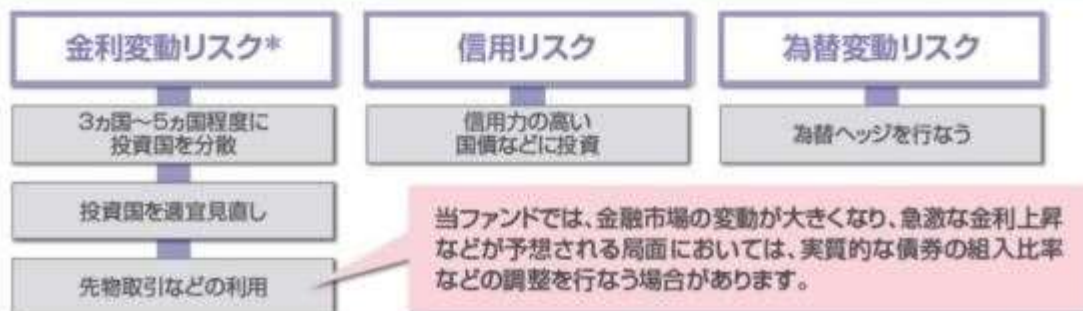 金利変動リスク*
信用リスク
為替変動リスク
3ヵ国～5ヵ国程度に
投資国を分散
信用力の高い
国債などに投資
為替ヘッジを行なう
投資国を適宜見直し
先物取引などの利用
当ファンドでは、金融市場の変動が大きくなり、急激な金利上昇
などが予想される局面においては、実質的な債券の組入比率
などの調整を行なう場合があります。